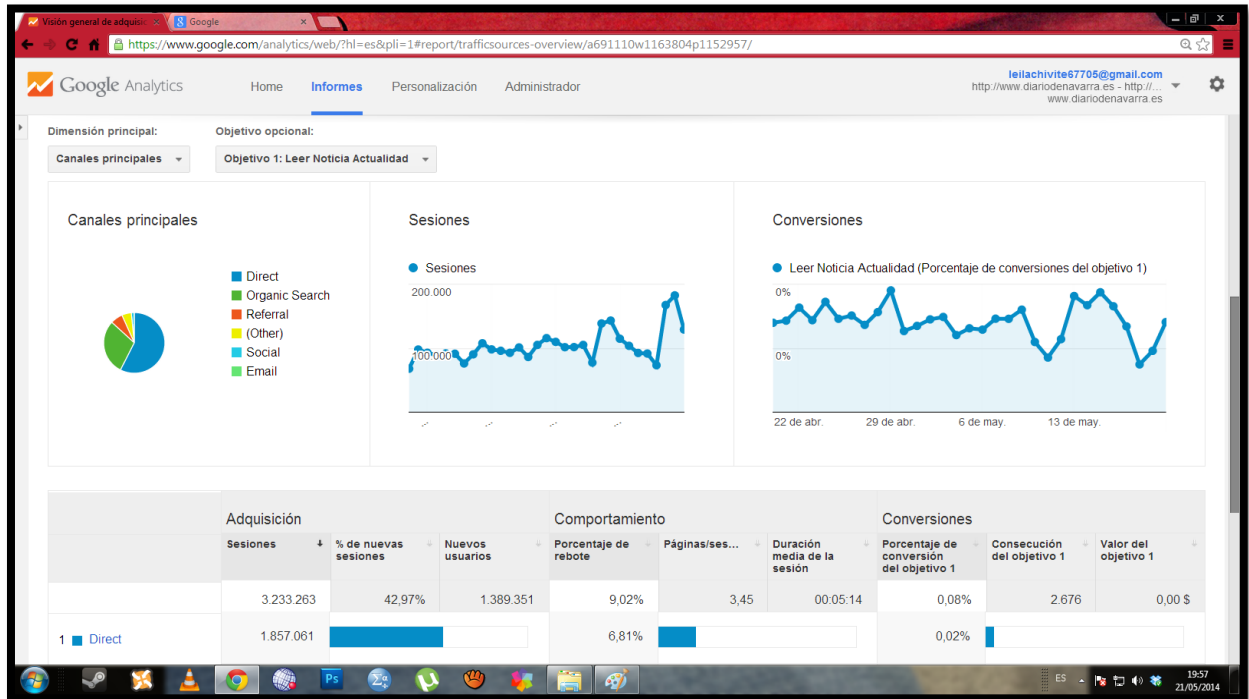 Visión general de adquisic
Google
https://www.google.com/analytics/web/?hl=es&pli=1#report/trafficsources-overview/a691110w1163804p1152957/
Google Analytics
Home
Informes
Personalización
Administrador
leilachivite67705@gmail.com
http://www.diariodenavarra.es - http://...
www.diariodenavarra.es
Dimensión principal:
Objetivo opcional:
Canales principales
Objetivo 1: Leer Noticia Actualidad
Canales principales
Direct
Organic Search
Referral
(Other)
Social
Email
Sesiones
Sesiones
200.000
100.000
Conversiones
Leer Noticia Actualidad (Porcentaje de conversiones del objetivo 1)
0%
0%
22 de abr.
29 de abr.
6 de may.
13 de may.
Adquisición
Comportamiento
Conversiones
Sesiones
% de nuevas
sesiones
Nuevos
usuarios
Porcentaje de
rebote
Páginas/ses...
Duración
media de la
sesión
Porcentaje de
conversión
del objetivo 1
Consecución
del objetivo 1
Valor del
objetivo 1
3.233.263
42,97%
1.389.351
9,02%
3,45
00:05:14
0,08%
2.676
0,00 $
1 Direct
1.857.061
6,81%
0,02%
Ps
ES
19:57
21/05/2014